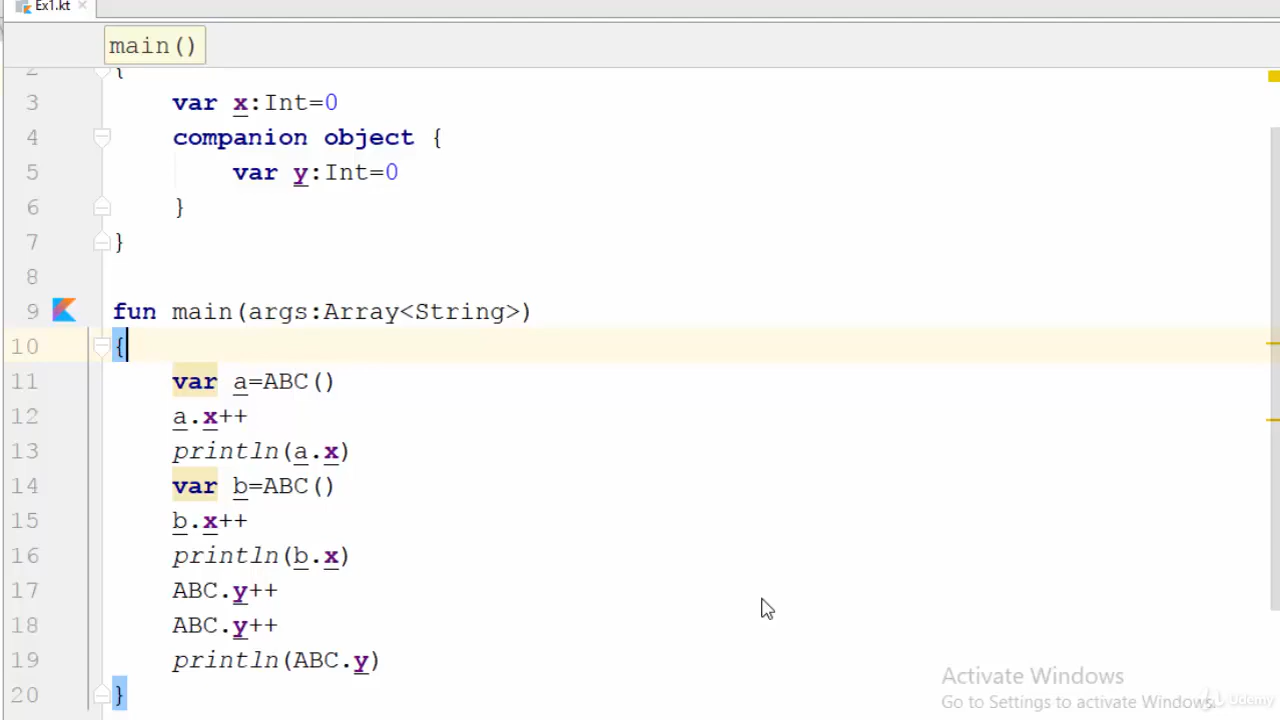 Ex1.kt
main()
2 {
3 var x:Int=0
4 companion object {
5 var y:Int=0
6 }
7 }
8
9 fun main(args:Array<String>)
10 {
11 var a=ABC()
12 a.x++
13 println(a.x)
14 var b=ABC()
15 b.x++
16 println(b.x)
17 ABC.y++
18 ABC.y++
19 println(ABC.y)
20 }
Activate Windows
Go to Settings to activate Windows.
Udemy